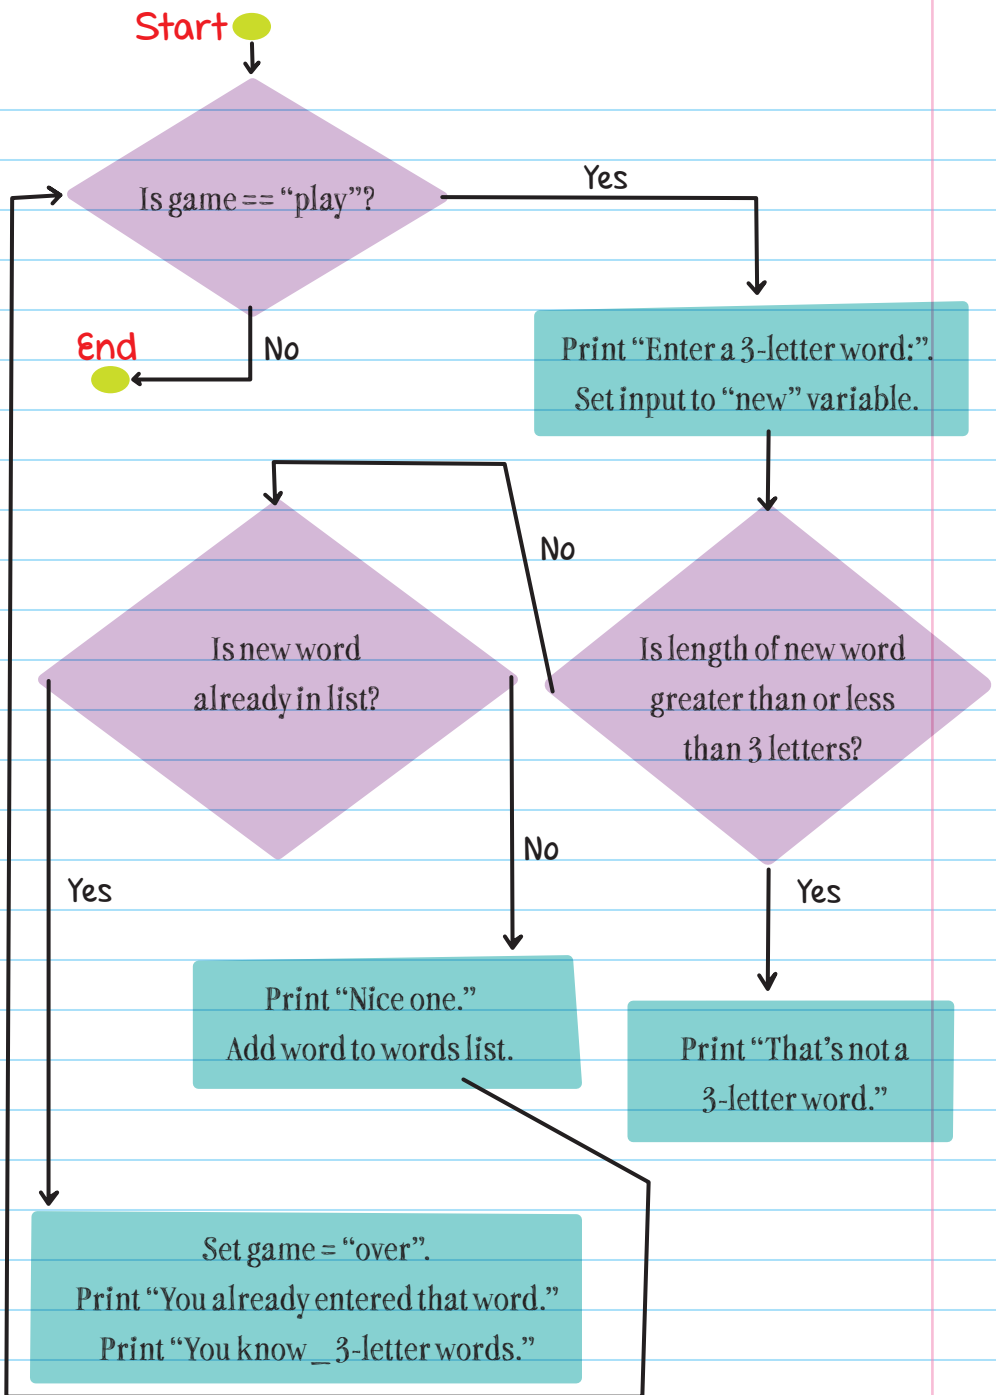 Start
Is game == “play”?
Yes
No
End
Print “Enter a 3-letter word:”.
Set input to “new” variable.
No
Is new word
already in list?
Is length of new word
greater than or less
than 3 letters?
No
Yes
Yes
Print “Nice one.”
Add word to words list.
Print “That’s not a
3-letter word.”
Set game = “over”.
Print “You already entered that word.”
Print “You know _ 3-letter words.”